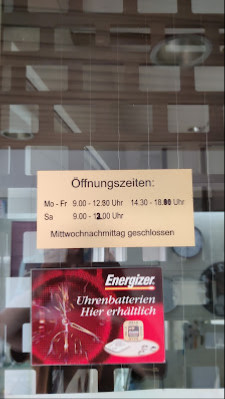 Öffnungszeiten:
Mo - Fr 9.00 - 12.30 Uhr 14.30 - 18.00 Uhr
Sa 9.00 - 12.00 Uhr
Mittwochnachmittag geschlossen
Energizer
Uhrenbatterien
Hier erhältlich